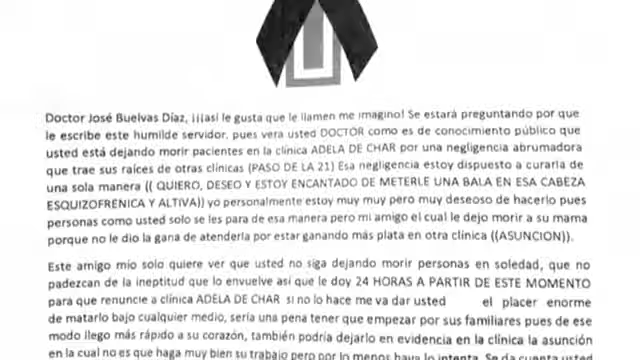 Doctor José Buelvas Díaz, ¡¡¡así le gusta que le llamen me imagino! Se estará preguntando por que
le escribe este humilde servidor, pues vera usted DOCTOR como es de conocimiento público que
usted está dejando morir pacientes en la clínica ADELA DE CHAR por una negligencia abrumadora
que trae sus raíces de otras clínicas (PASO DE LA 21) Esa negligencia estoy dispuesto a curarla de
una sola manera (( QUIERO, DESEO Y ESTOY ENCANTADO DE METERLE UNA BALA EN ESA CABEZA
ESQUIZOFRENICA Y ALTIVA)) yo personalmente estoy muy muy pero muy deseoso de hacerlo pues
personas como usted solo se les para de esa manera pero mi amigo el cual le dejo morir a su mama
porque no le dio la gana de atenderla por estar ganando más plata en otra clínica ((ASUNCION)).
Este amigo mío solo quiere ver que usted no siga dejando morir personas en soledad, que no
padezcan de la ineptitud que lo envuelve así que le doy 24 HORAS A PARTIR DE ESTE MOMENTO
para que renuncie a clínica ADELA DE CHAR si no lo hace me va dar usted el placer enorme
de matarlo bajo cualquier medio, sería una pena tener que empezar por sus familiares pues de ese
modo llego más rápido a su corazón, también podría dejarlo en evidencia en la clínica la asunción
en la cual no es que haga muy bien su trabajo pero por lo menos haya lo intenta. Se da cuenta usted